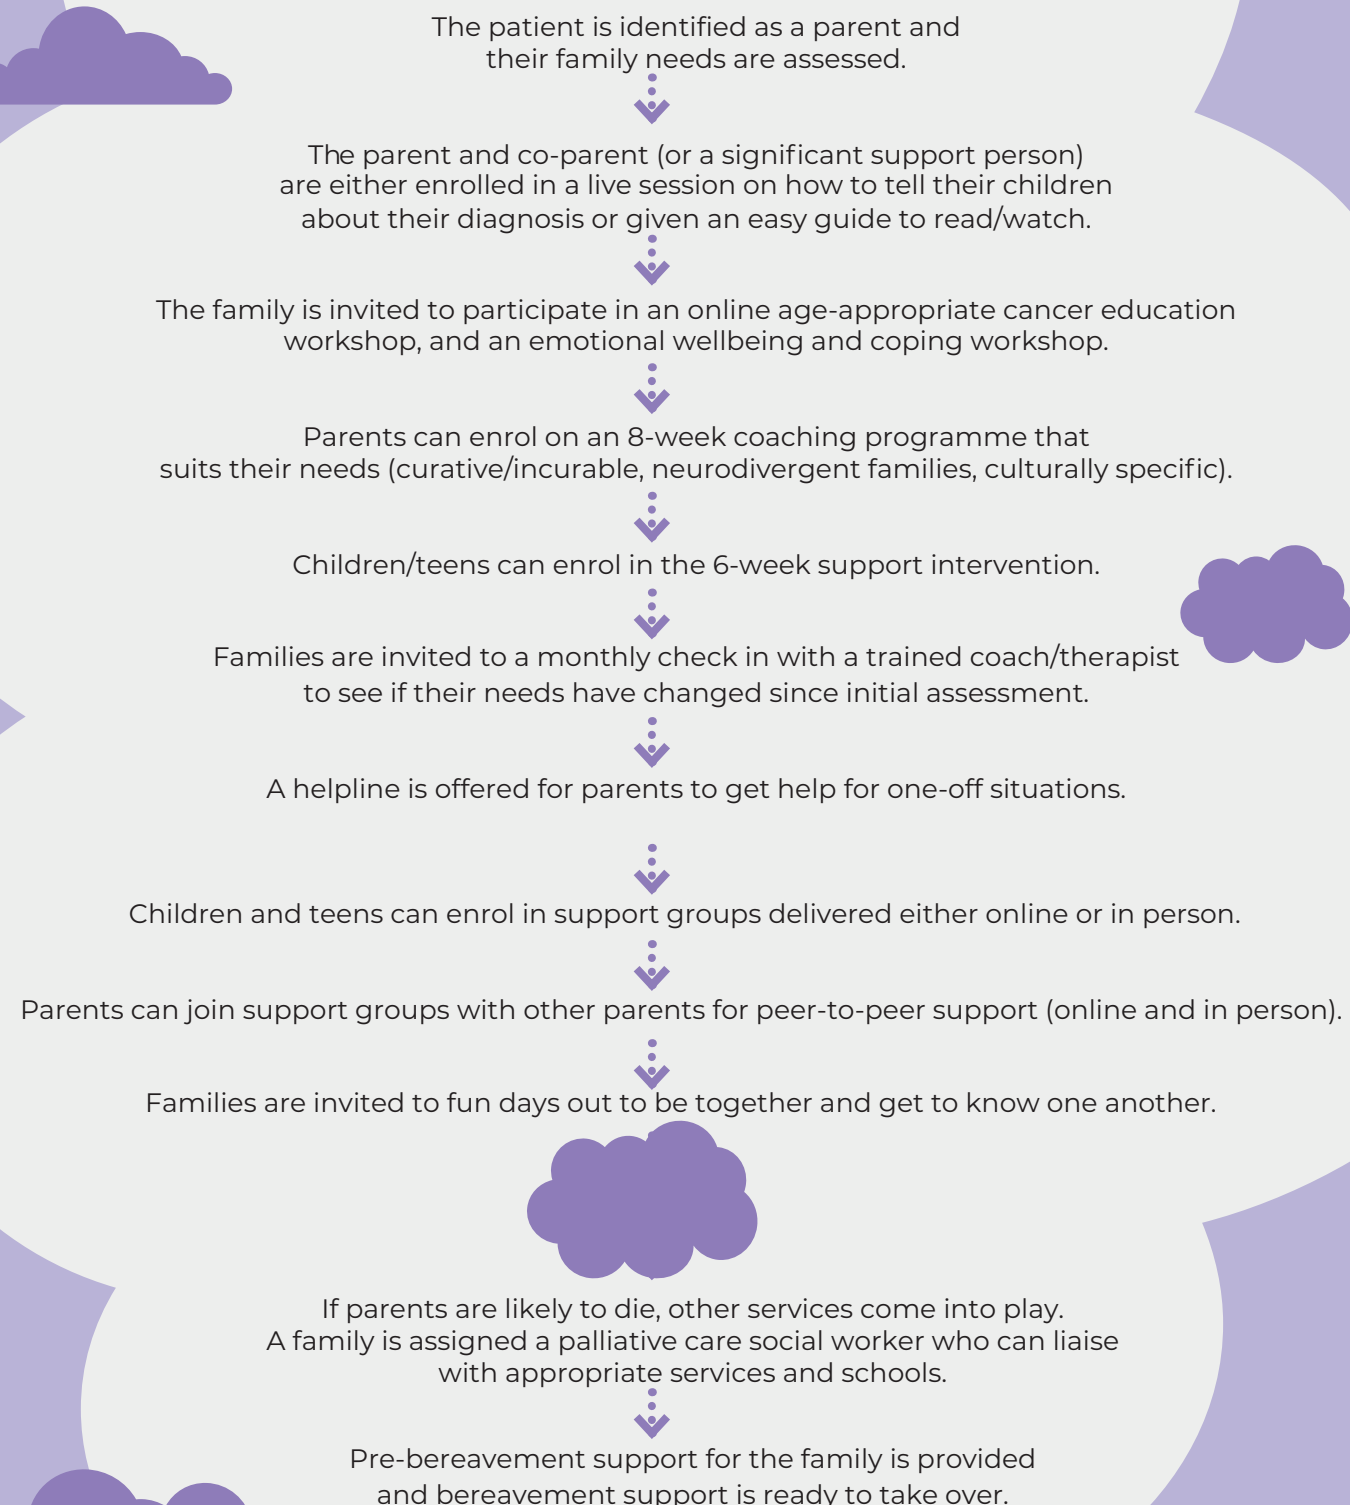 The patient is identified as a parent and
their family needs are assessed.
The parent and co-parent (or a significant support person)
are either enrolled in a live session on how to tell their children
about their diagnosis or given an easy guide to read/watch.
The family is invited to participate in an online age-appropriate cancer education
workshop, and an emotional wellbeing and coping workshop.
Parents can enrol on an 8-week coaching programme that
suits their needs (curative/incurable, neurodivergent families, culturally specific).
Children/teens can enrol in the 6-week support intervention.
Families are invited to a monthly check in with a trained coach/therapist
to see if their needs have changed since initial assessment.
A helpline is offered for parents to get help for one-off situations.
Children and teens can enrol in support groups delivered either online or in person.
Parents can join support groups with other parents for peer-to-peer support (online and in person).
Families are invited to fun days out to be together and get to know one another.
If parents are likely to die, other services come into play.
A family is assigned a palliative care social worker who can liaise
with appropriate services and schools.
Pre-bereavement support for the family is provided
and bereavement support is ready to take over.